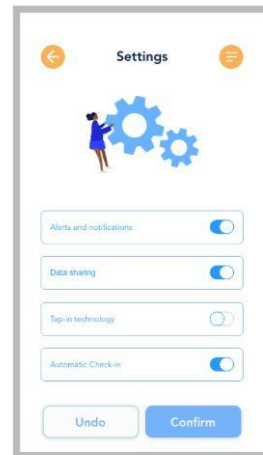 Settings
Alerts and notifications
Data sharing
Tap-in technology
Automatic Check-in
Undo
Confirm